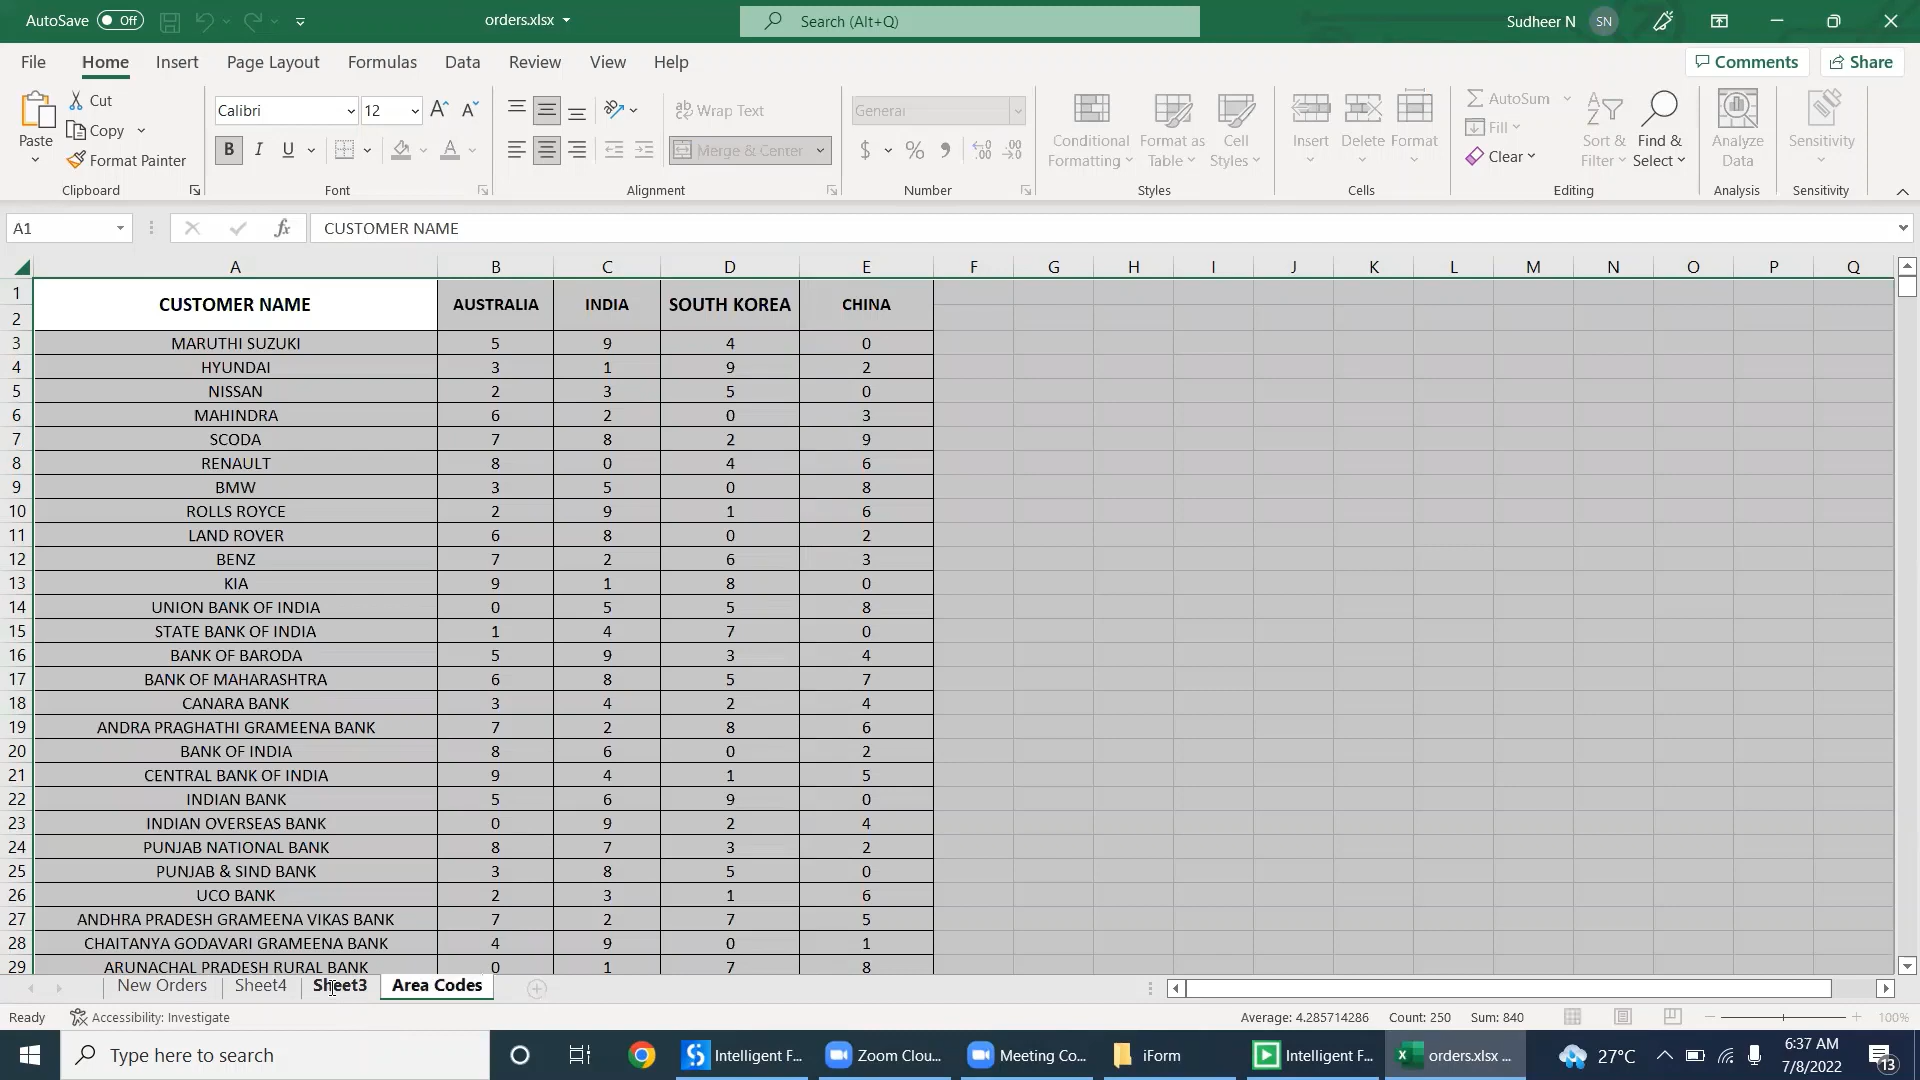 AutoSave Off orders.xlsx Search (Alt+Q) Sudheer N SN
File Home Insert Page Layout Formulas Data Review View Help Comments Share
Paste Cut Copy Format Painter Clipboard
Calibri 12 B I U Font
Wrap Text Merge & Center Alignment
General $ % Number
Conditional Formatting Format as Table Cell Styles Styles
Insert Delete Format Cells
AutoSum Fill Clear Sort & Filter Find & Select Editing
Analyze Data Analysis
Sensitivity Sensitivity
A1 fx CUSTOMER NAME
A B C D E F G H I J K L M N O P Q
1 2 CUSTOMER NAME AUSTRALIA INDIA SOUTH KOREA CHINA
3 MARUTHI SUZUKI 5 9 4 0
4 HYUNDAI 3 1 9 2
5 NISSAN 2 3 5 0
6 MAHINDRA 6 2 0 3
7 SCODA 7 8 2 9
8 RENAULT 8 0 4 6
9 BMW 3 5 0 8
10 ROLLS ROYCE 2 9 1 6
11 LAND ROVER 6 8 0 2
12 BENZ 7 2 6 3
13 KIA 9 1 8 0
14 UNION BANK OF INDIA 0 5 5 8
15 STATE BANK OF INDIA 1 4 7 0
16 BANK OF BARODA 5 9 3 4
17 BANK OF MAHARASHTRA 6 8 5 7
18 CANARA BANK 3 4 2 4
19 ANDRA PRAGHATHI GRAMEENA BANK 7 2 8 6
20 BANK OF INDIA 8 6 0 2
21 CENTRAL BANK OF INDIA 9 4 1 5
22 INDIAN BANK 5 6 9 0
23 INDIAN OVERSEAS BANK 0 9 2 4
24 PUNJAB NATIONAL BANK 8 7 3 2
25 PUNJAB & SIND BANK 3 8 5 0
26 UCO BANK 2 3 1 6
27 ANDHRA PRADESH GRAMEENA VIKAS BANK 7 2 7 5
28 CHAITANYA GODAVARI GRAMEENA BANK 4 9 0 1
29 ARUNACHAL PRADESH RURAL BANK 0 1 7 8
New Orders Sheet4 Sheet3 Area Codes
Ready Accessibility: Investigate Average: 4.285714286 Count: 250 Sum: 840 100%
Type here to search Intelligent F... Zoom Clou... Meeting Co... iForm Intelligent F... orders.xlsx ... 27°C 6:37 AM
7/8/2022 13